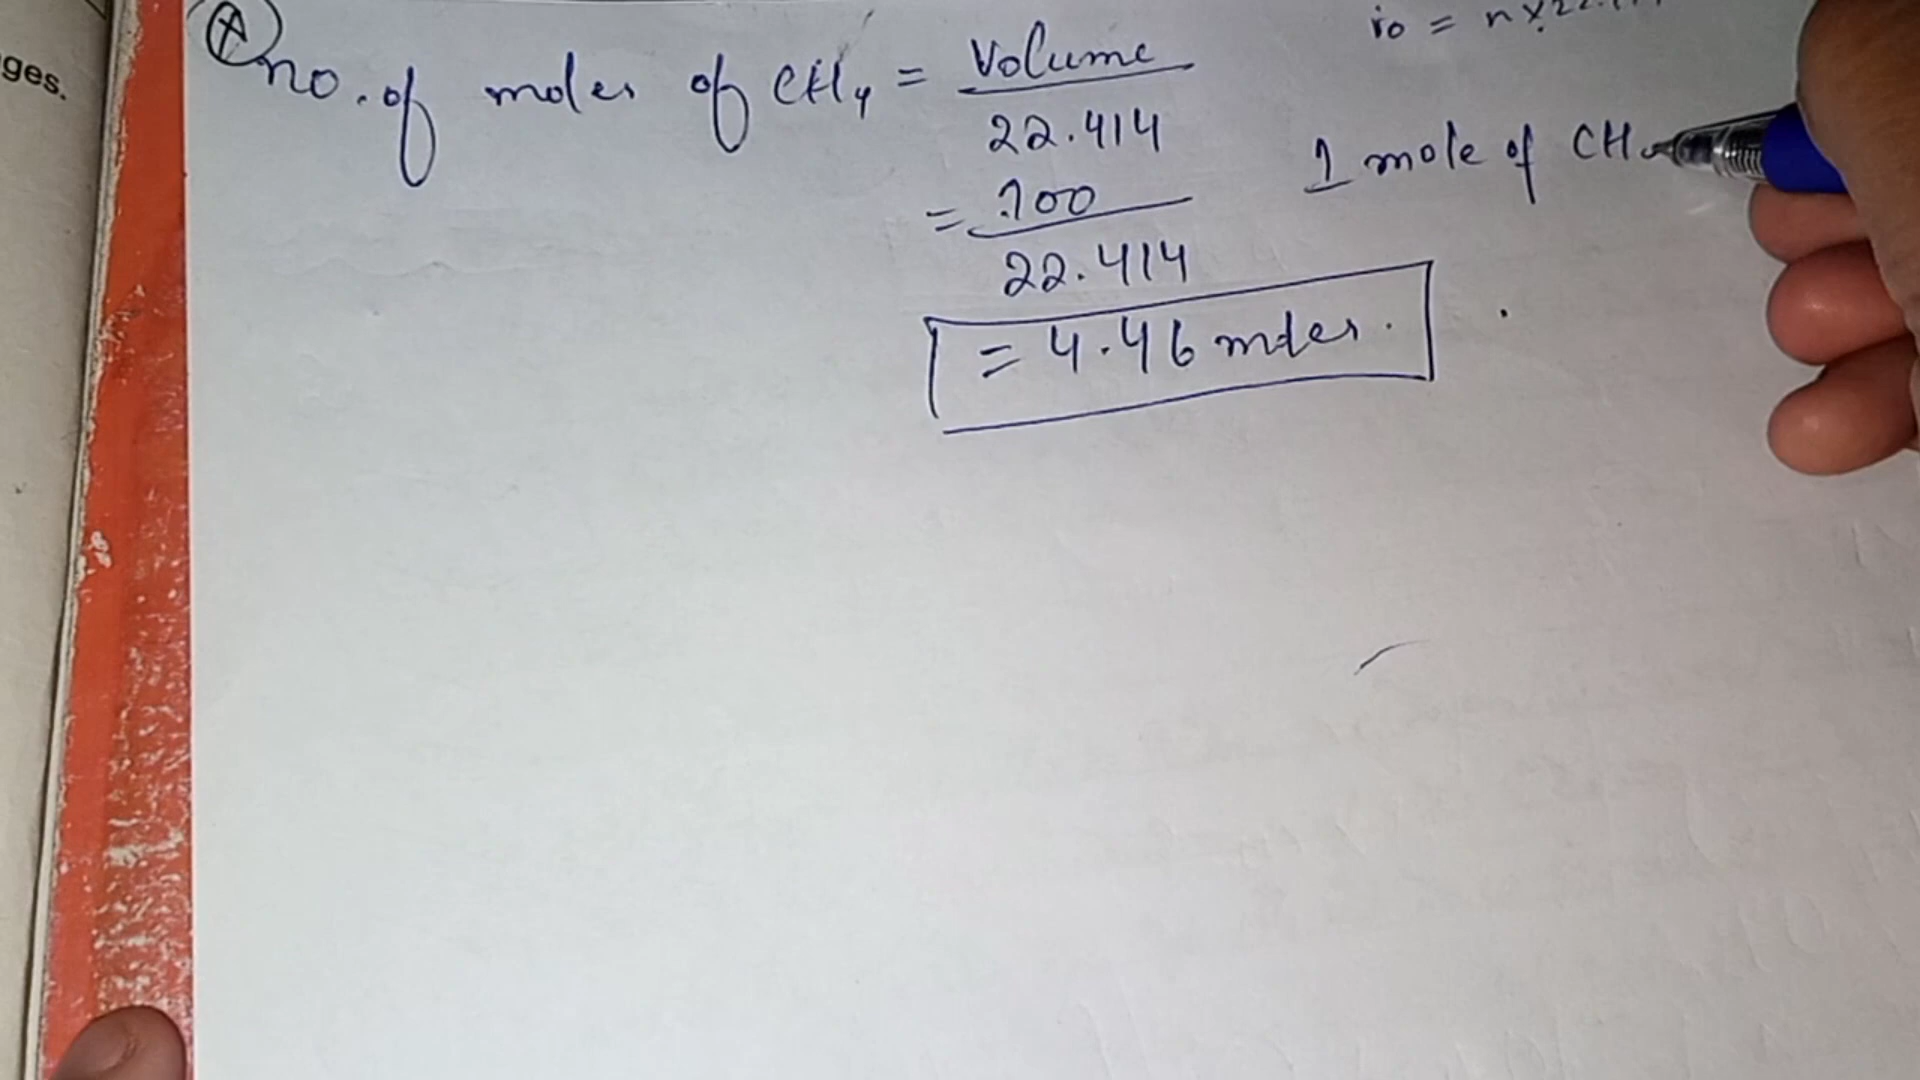 ges.
A
no. of moles of CH4 = Volume
22.414
= 100
22.414
= 4.46 moles.
= n x 22.
1 mole of CH